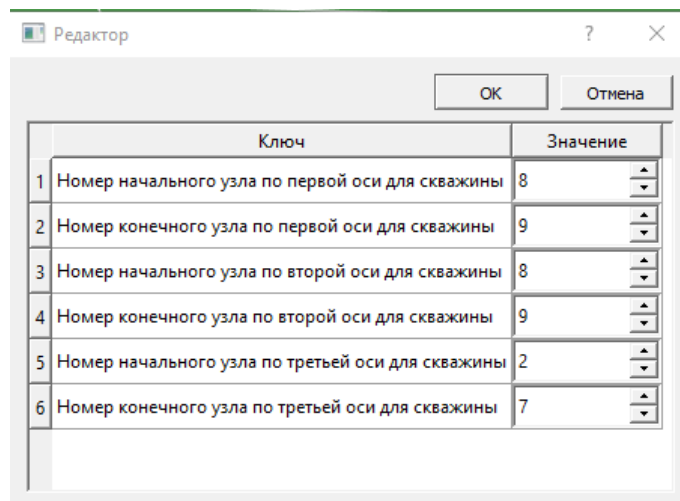 Редактор
?
OK
Отмена
Ключ Значение
1 Номер начального узла по первой оси для скважины 8
2 Номер конечного узла по первой оси для скважины 9
3 Номер начального узла по второй оси для скважины 8
4 Номер конечного узла по второй оси для скважины 9
5 Номер начального узла по третьей оси для скважины 2
6 Номер конечного узла по третьей оси для скважины 7